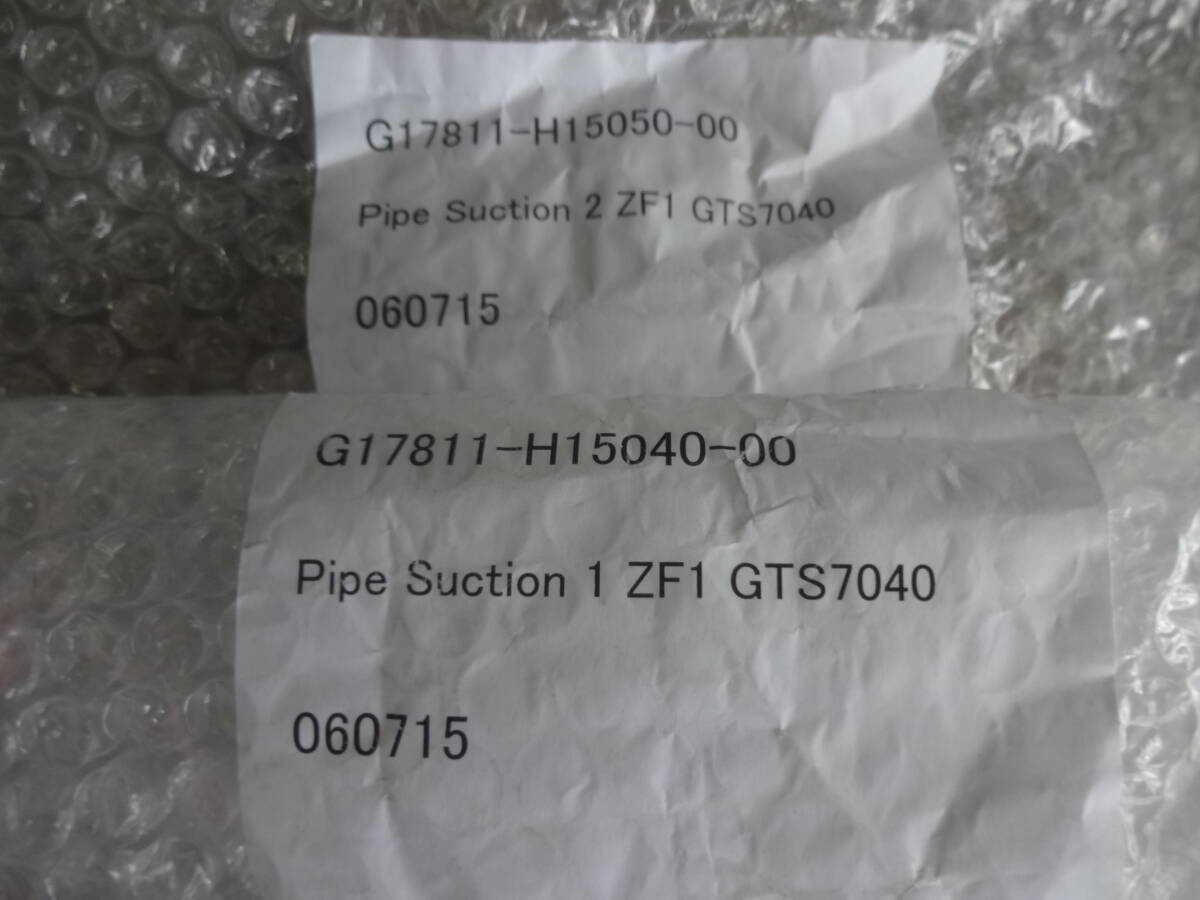 G17811-H15050-00
Pipe Suction 2 ZF1 GTS7040
060715
G17811-H15040-00
Pipe Suction 1 ZF1 GTS7040
060715